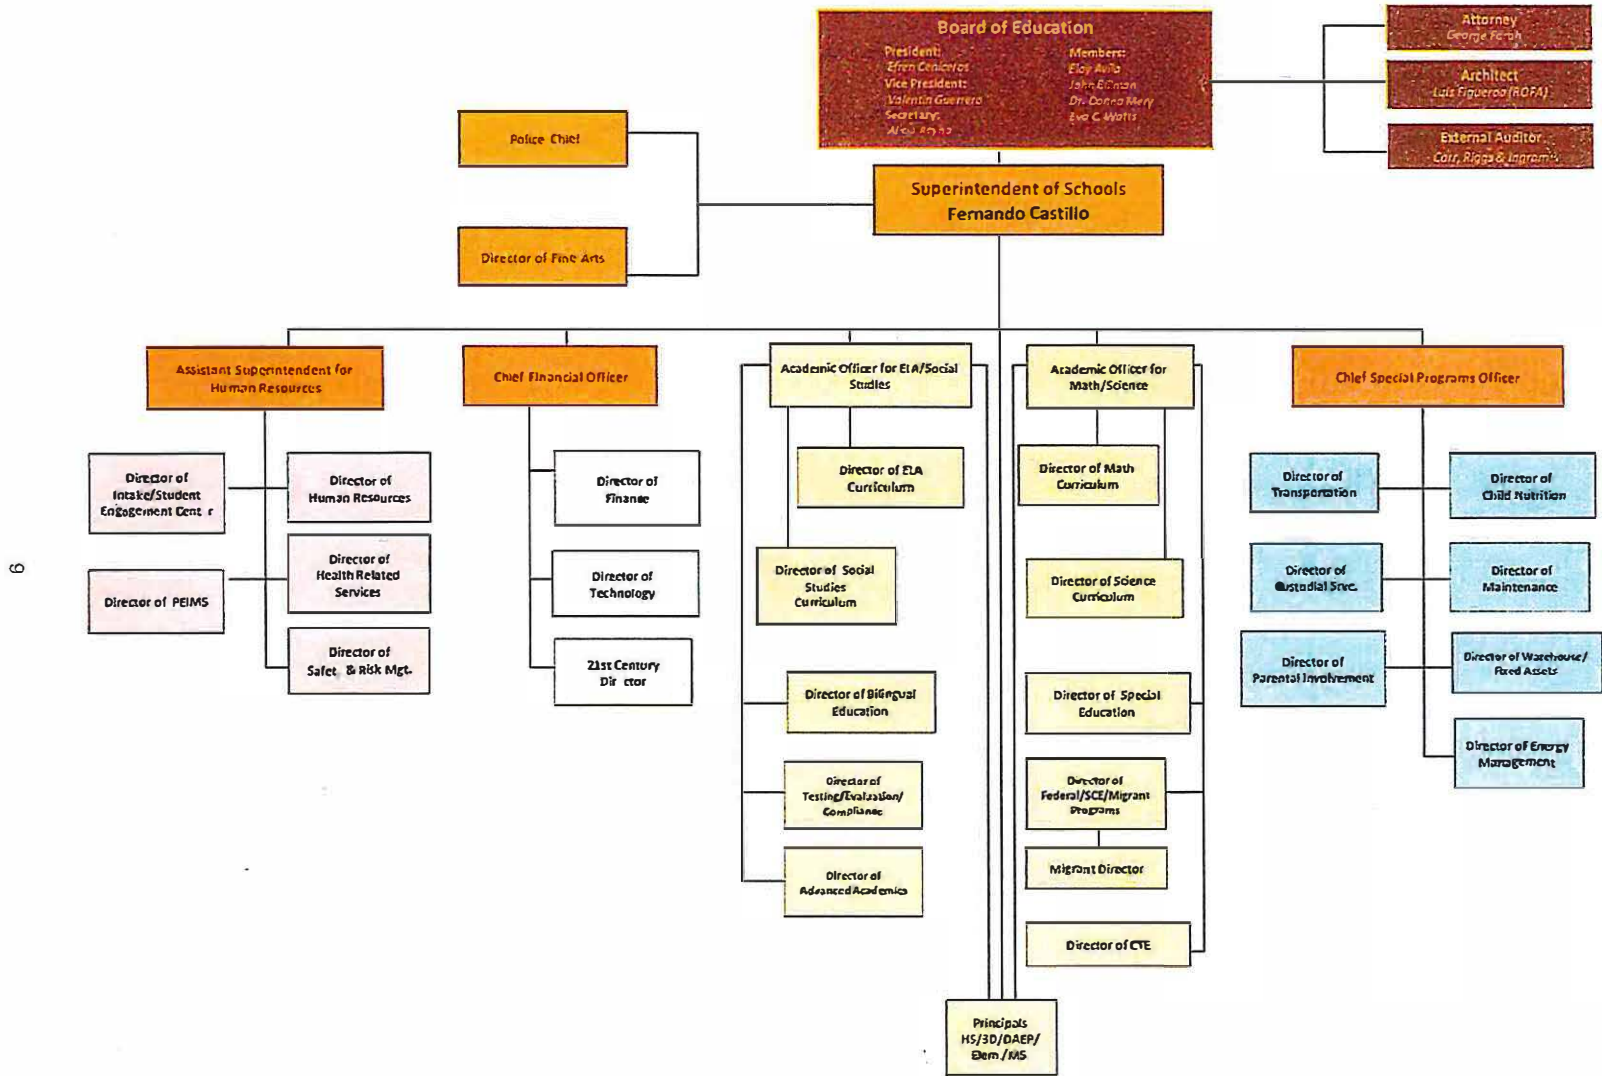 Board of Education
President:
Efren Ceniceros
Vice President:
Valentin Guerrero
Secretary:
Members:
Eloy Avila
John
Dr. Donna Mery
Eva C. Watts
Attorney
George Farah
Architect
Luis Figueroa (ROFA)
External Auditor
Carr, Riggs & Ingram
Police Chief
Director of Fine Arts
Superintendent of Schools
Fernando Castillo
Assistant Superintendent for
Human Resources
Chief Financial Officer
Academic Officer for ELA/Social
Studies
Academic Officer for
Math/Science
Chief Special Programs Officer
Director of
Intake/Student
Engagement Cent r
Director of
Human Resources
Director of PEIMS
Director of
Health Related
Services
Director of
Safet & Risk Mgt.
Director of
Finance
Director of
Technology
21st Century
Dir ctor
Director of ELA
Curriculum
Director of Social
Studies
Curriculum
Director of Bilingual
Education
Director of
Testing/Evaluation/
Compliance
Director of
Advanced Academics
Director of Math
Curriculum
Director of Science
Curriculum
Director of Special
Education
Director of
Federal/SCE/Migrant
Programs
Migrant Director
Director of CTE
Principals
HS/3D/DAEP/
Elem./MS
Director of
Transportation
Director of
Child Nutrition
Director of
Custodial Srvc.
Director of
Maintenance
Director of
Parental Involvement
Director of Warehouse/
Fixed Assets
Director of Energy
Management
9